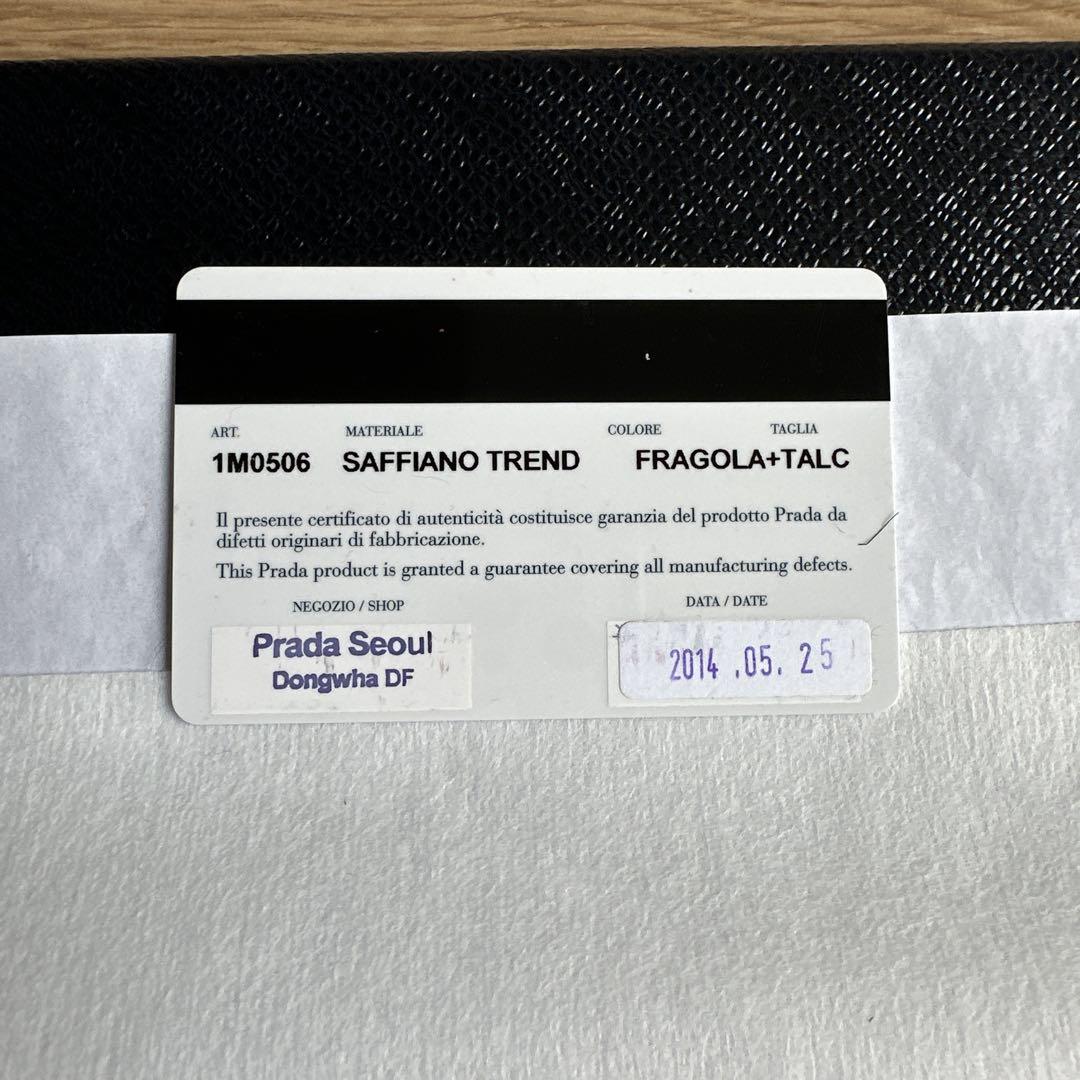 ART. MATERIALE COLORE TAGLIA
1M0506 SAFFIANO TREND FRAGOLA+TALC
Il presente certificato di autenticità costituisce garanzia del prodotto Prada da
difetti originari di fabbricazione.
This Prada product is granted a guarantee covering all manufacturing defects.
NEGOZIO / SHOP DATA / DATE
Prada Seoul
Dongwha DF
2014 .05. 25